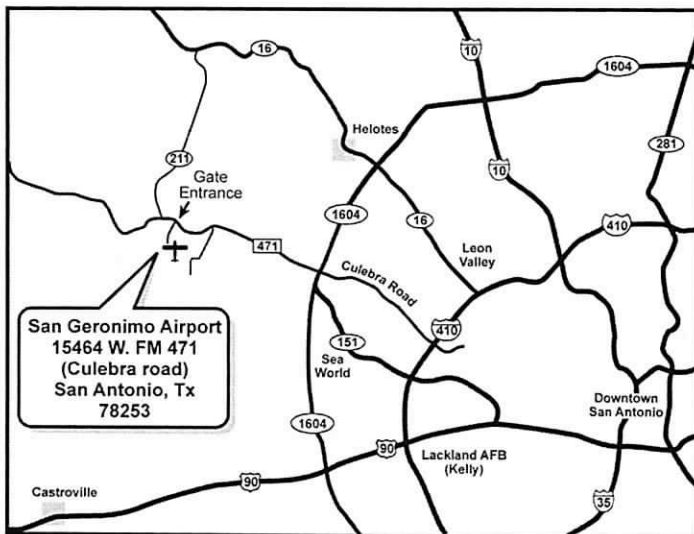 16
10
1604
281
Helotes
211
Gate
Entrance
10
1604
16
410
Leon
Valley
471
Culebra Road
410
San Geronimo Airport
15464 W. FM 471
(Culebra road)
San Antonio, Tx
78253
151
Sea
World
Downtown
San Antonio
1604
90
Lackland AFB
(Kelly)
90
Castroville
35